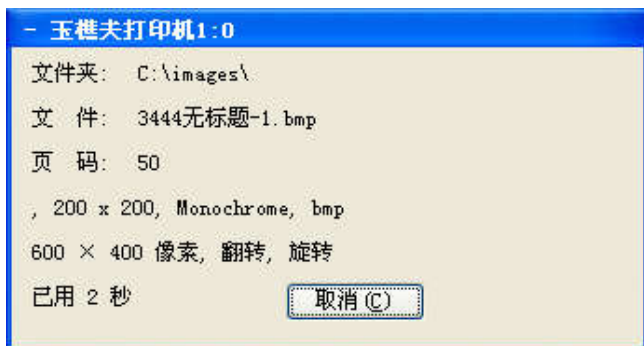 - 玉樵夫打印机1:0
文件夹: C:\images\
文 件: 3444无标题-1.bmp
页 码: 50
, 200 x 200, Monochrome, bmp
600 × 400 像素, 翻转, 旋转
已用 2 秒
取消(C)